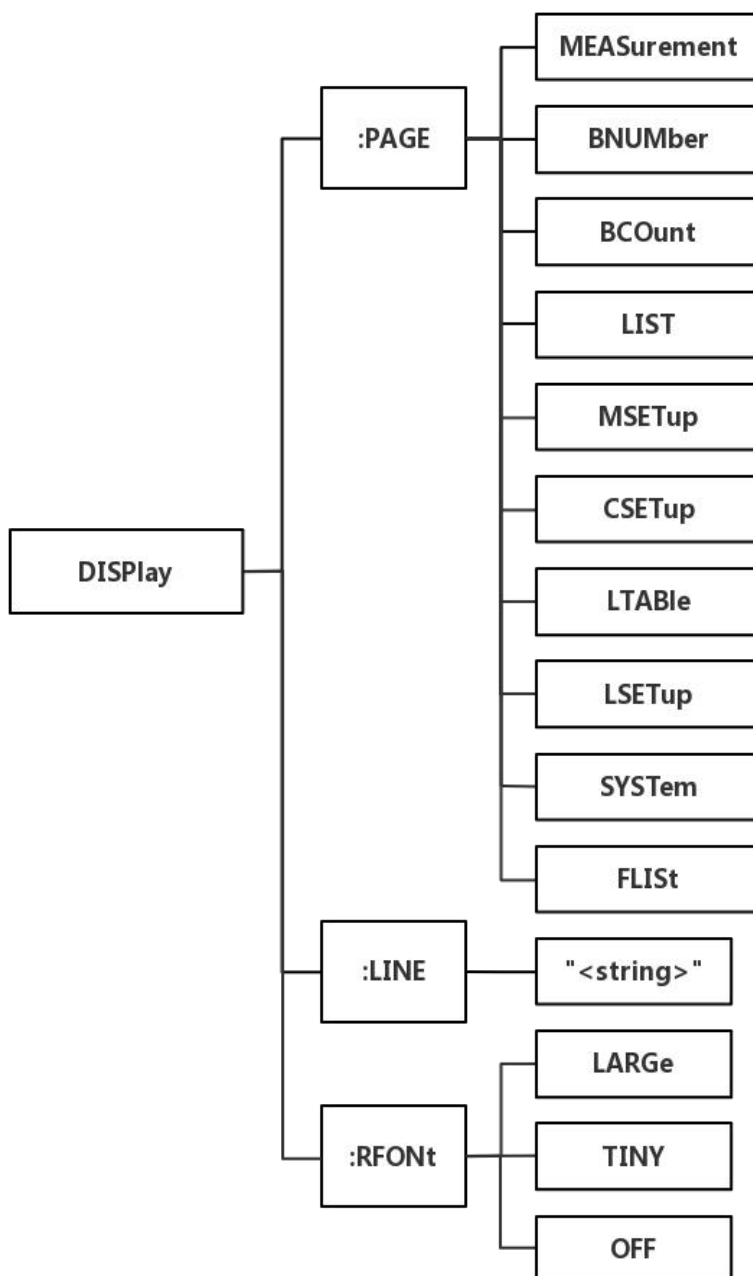 DISPlay
:PAGE
MEASurement
BNUMber
BCOunt
LIST
MSETup
CSETup
LTABle
LSETup
SYSTem
FLISt
:LINE
"<string>"
:RFONt
LARGe
TINY
OFF